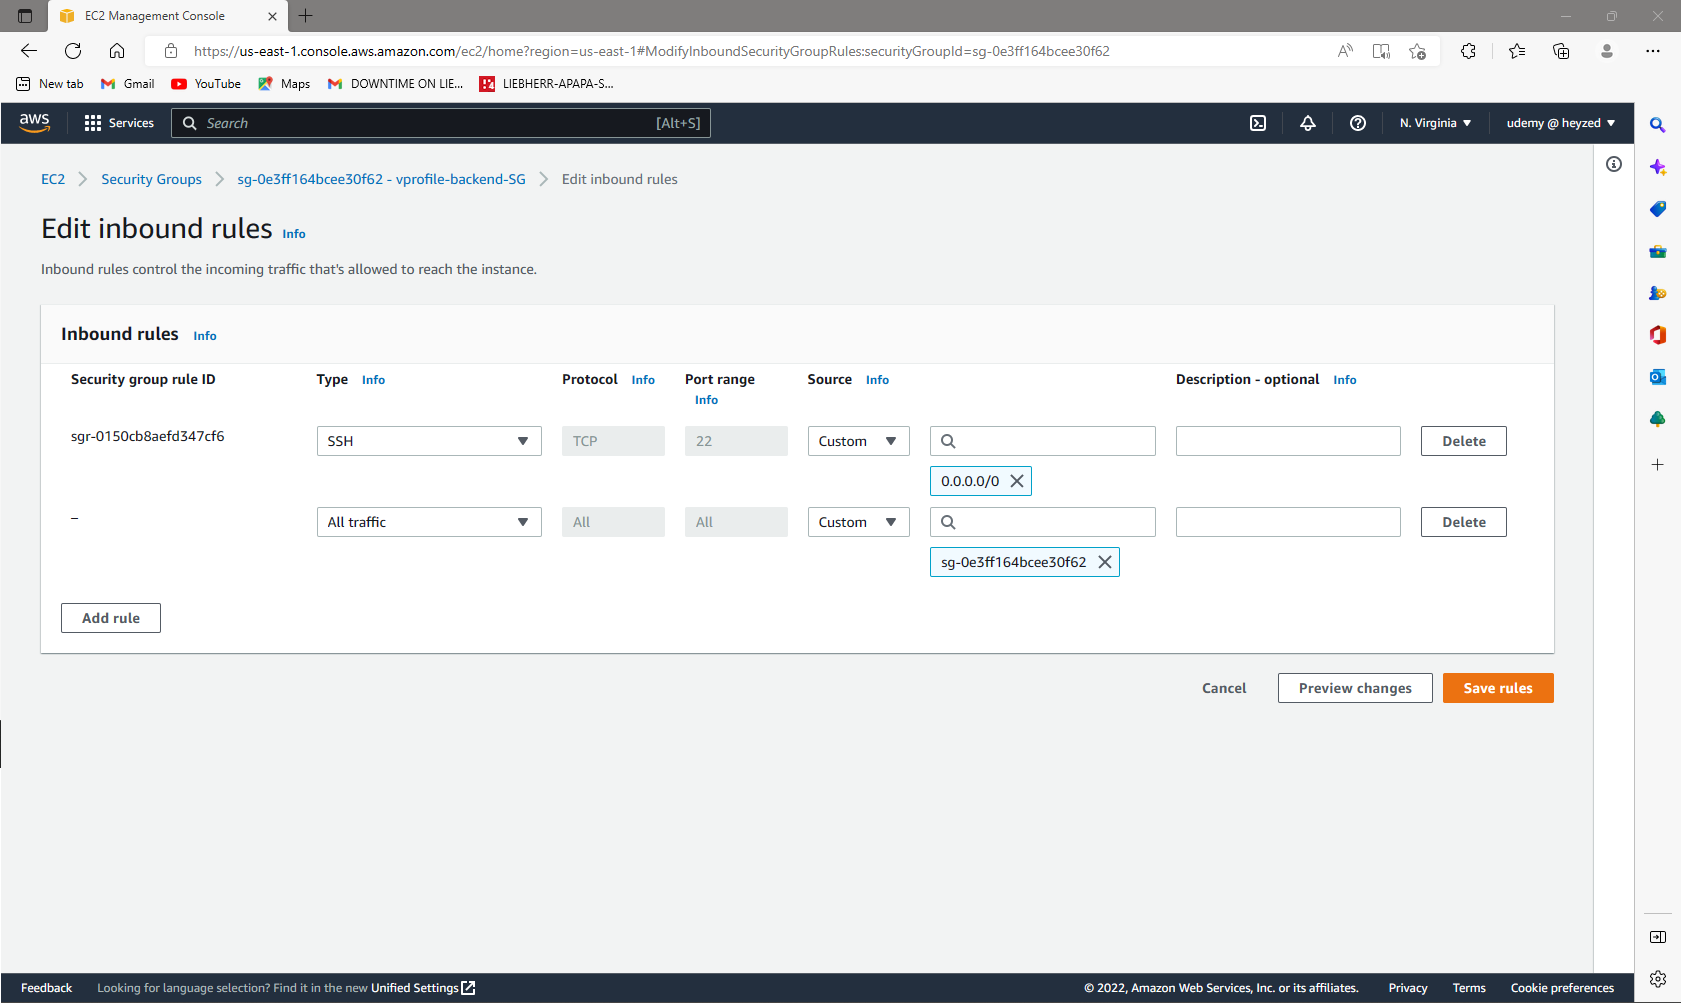 EC2 Management Console
https://us-east-1.console.aws.amazon.com/ec2/home?region=us-east-1#ModifyInboundSecurityGroupRules:securityGroupId=sg-0e3ff164bcee30f62
New tab Gmail YouTube Maps DOWNTIME ON LIE... LIEBHERR-APAPA-S...
aws Services Search [Alt+S] N. Virginia udemy @ heyzed
EC2 Security Groups sg-0e3ff164bcee30f62 - vprofile-backend-SG Edit inbound rules
Edit inbound rules Info
Inbound rules control the incoming traffic that's allowed to reach the instance.
Inbound rules Info
Security group rule ID Type Info Protocol Info Port range Source Info Description - optional Info
Info
sgr-0150cb8aefd347cf6 SSH TCP 22 Custom Delete
0.0.0.0/0
– All traffic All All Custom Delete
sg-0e3ff164bcee30f62
Add rule
Cancel Preview changes Save rules
Feedback Looking for language selection? Find it in the new Unified Settings © 2022, Amazon Web Services, Inc. or its affiliates. Privacy Terms Cookie preferences